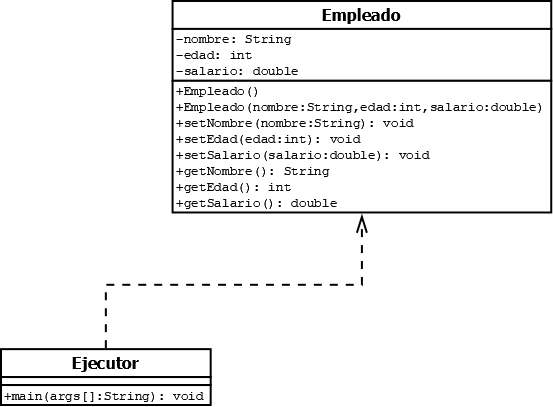 Empleado
-nombre: String
-edad: int
-salario: double
+Empleado()
+Empleado(nombre:String,edad:int,salario:double)
+setNombre(nombre:String): void
+setEdad(edad:int): void
+setSalario(salario:double): void
+getNombre(): String
+getEdad(): int
+getSalario(): double
Ejecutor
+main(args[]:String): void